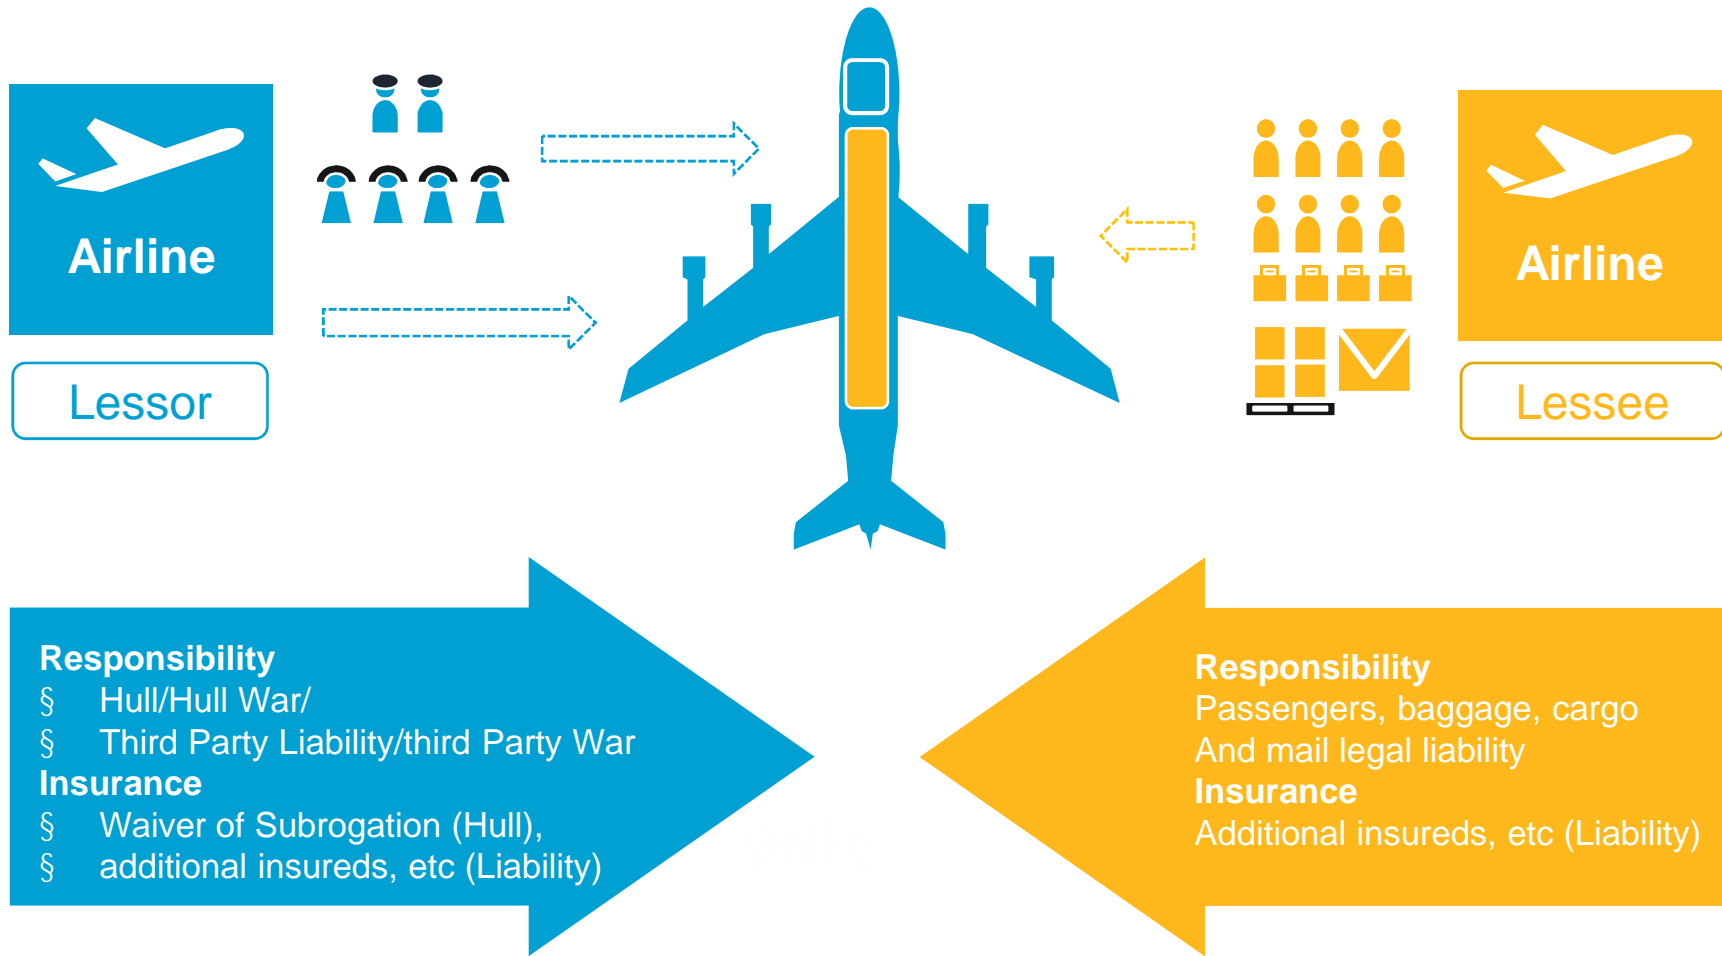 Airline
Lessor
Airline
Lessee
Responsibility
§ Hull/Hull War/
§ Third Party Liability/third Party War
Insurance
§ Waiver of Subrogation (Hull),
§ additional insureds, etc (Liability)
Responsibility
Passengers, baggage, cargo
And mail legal liability
Insurance
Additional insureds, etc (Liability)